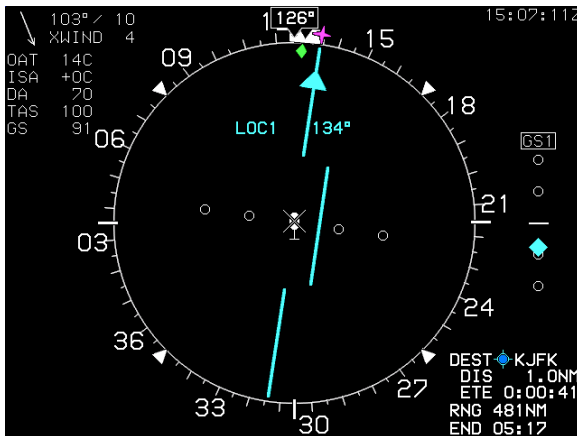 103° / 10
XWIND 4
OAT 14C
ISA +0C
DA 70
TAS 100
GS 91
126°
15:07:11Z
15
18
21
24
27
30
33
36
03
06
09
LOC1 134°
GS1
DEST KJFK
DIS 1.0NM
ETE 0:00:41
RNG 481NM
END 05:17